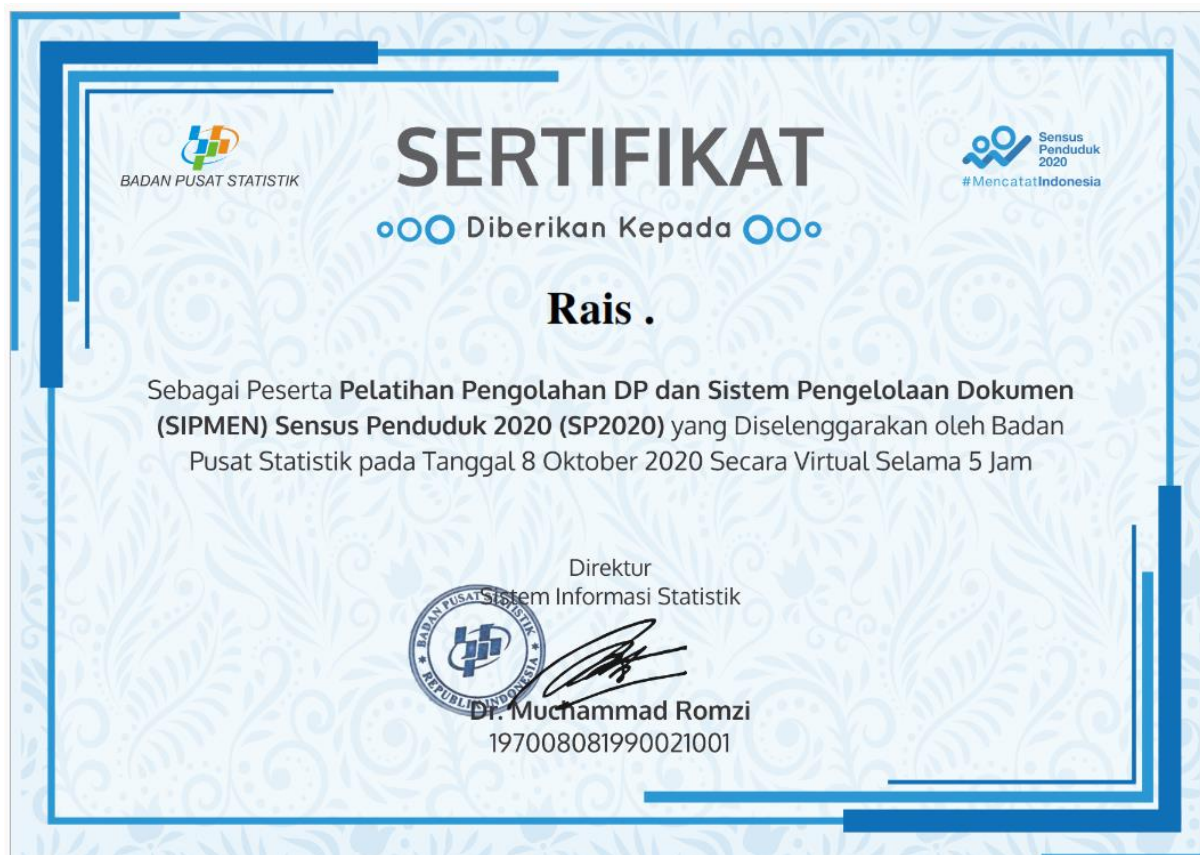 BADAN PUSAT STATISTIK
SERTIFIKAT
Sensus
Penduduk
2020
#MencatatIndonesia
Diberikan Kepada
Rais .
Sebagai Peserta Pelatihan Pengolahan DP dan Sistem Pengelolaan Dokumen
(SIPMEN) Sensus Penduduk 2020 (SP2020) yang Diselenggarakan oleh Badan
Pusat Statistik pada Tanggal 8 Oktober 2020 Secara Virtual Selama 5 Jam
Direktur
Sistem Informasi Statistik
BADAN PUSAT STATISTIK
REPUBLIK INDONESIA
Dr. Muchammad Romzi
197008081990021001